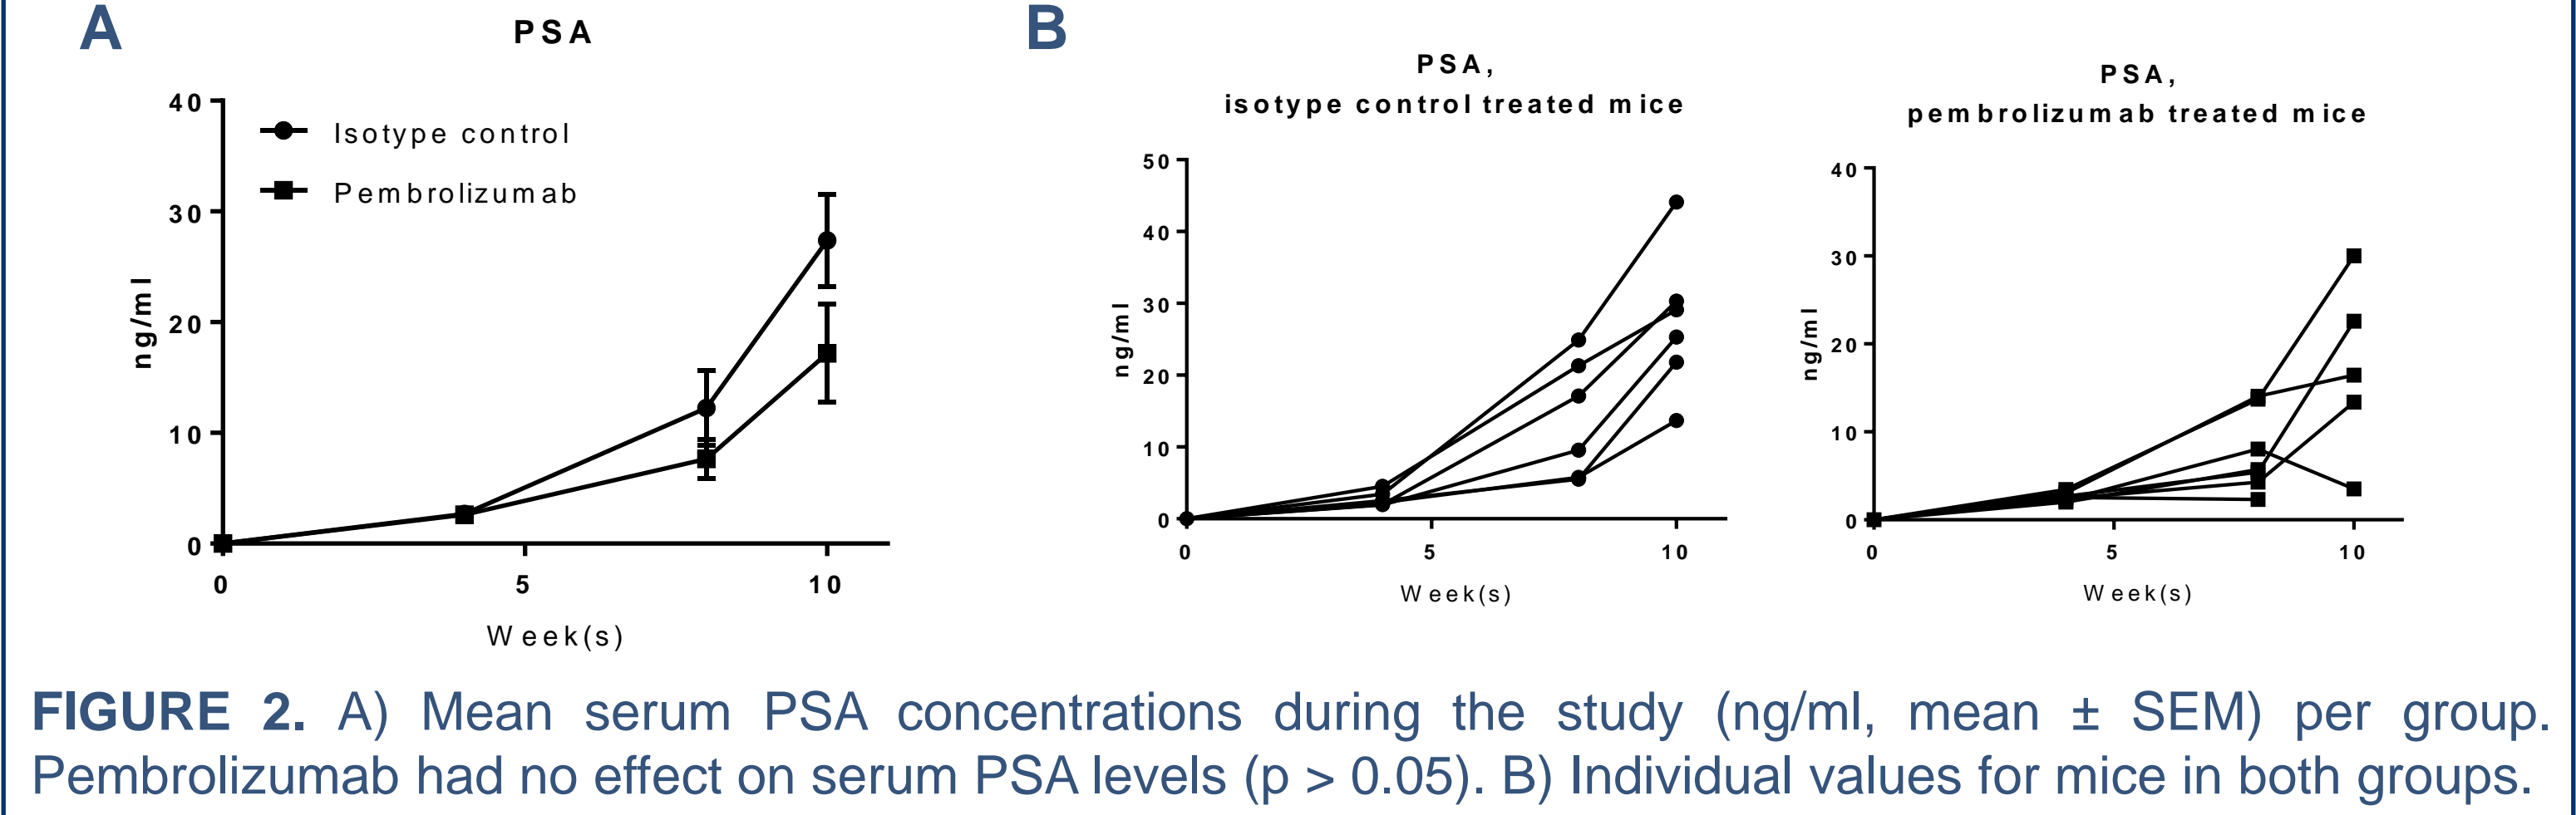 A
PSA
40
30
20
10
0
ng/ml
Isotype control
Pembrolizumab
0 5 10
Week(s)
B
PSA,
isotype control treated mice
50
40
30
20
10
0
ng/ml
0 5 10
Week(s)
PSA,
pembrolizumab treated mice
40
30
20
10
0
ng/ml
0 5 10
Week(s)
FIGURE 2. A) Mean serum PSA concentrations during the study (ng/ml, mean ± SEM) per group.
Pembrolizumab had no effect on serum PSA levels (p > 0.05). B) Individual values for mice in both groups.